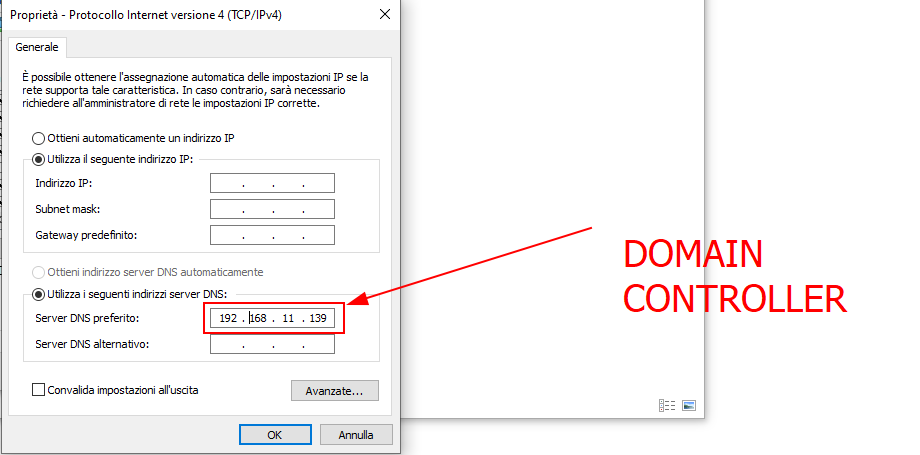 Proprietà - Protocollo Internet versione 4 (TCP/IPv4)
Generale
È possibile ottenere l'assegnazione automatica delle impostazioni IP se la
rete supporta tale caratteristica. In caso contrario, sarà necessario
richiedere all'amministratore di rete le impostazioni IP corrette.
Ottieni automaticamente un indirizzo IP
Utilizza il seguente indirizzo IP:
Indirizzo IP:
. . .
Subnet mask:
. . .
Gateway predefinito:
. . .
Ottieni indirizzo server DNS automaticamente
Utilizza i seguenti indirizzi server DNS:
Server DNS preferito:
192 . 168 . 11 . 139
Server DNS alternativo:
. . .
Convalida impostazioni all'uscita
Avanzate...
OK
Annulla
DOMAIN
CONTROLLER